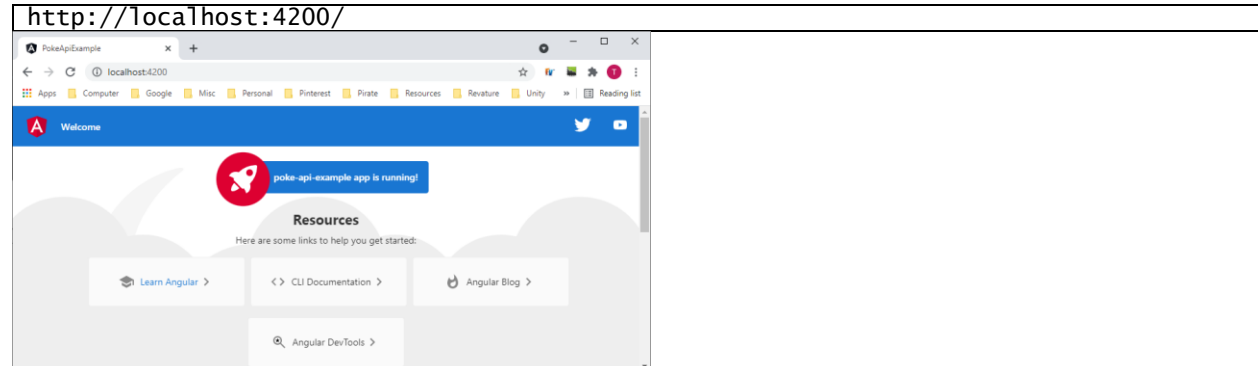 http://localhost:4200/
PokeApiExample
localhost:4200
Apps Computer Google Misc Personal Pinterest Pirate Resources Revature Unity » Reading list
A Welcome
poke-api-example app is running!
Resources
Here are some links to help you get started:
Learn Angular > <> CLI Documentation > Angular Blog >
Angular DevTools >